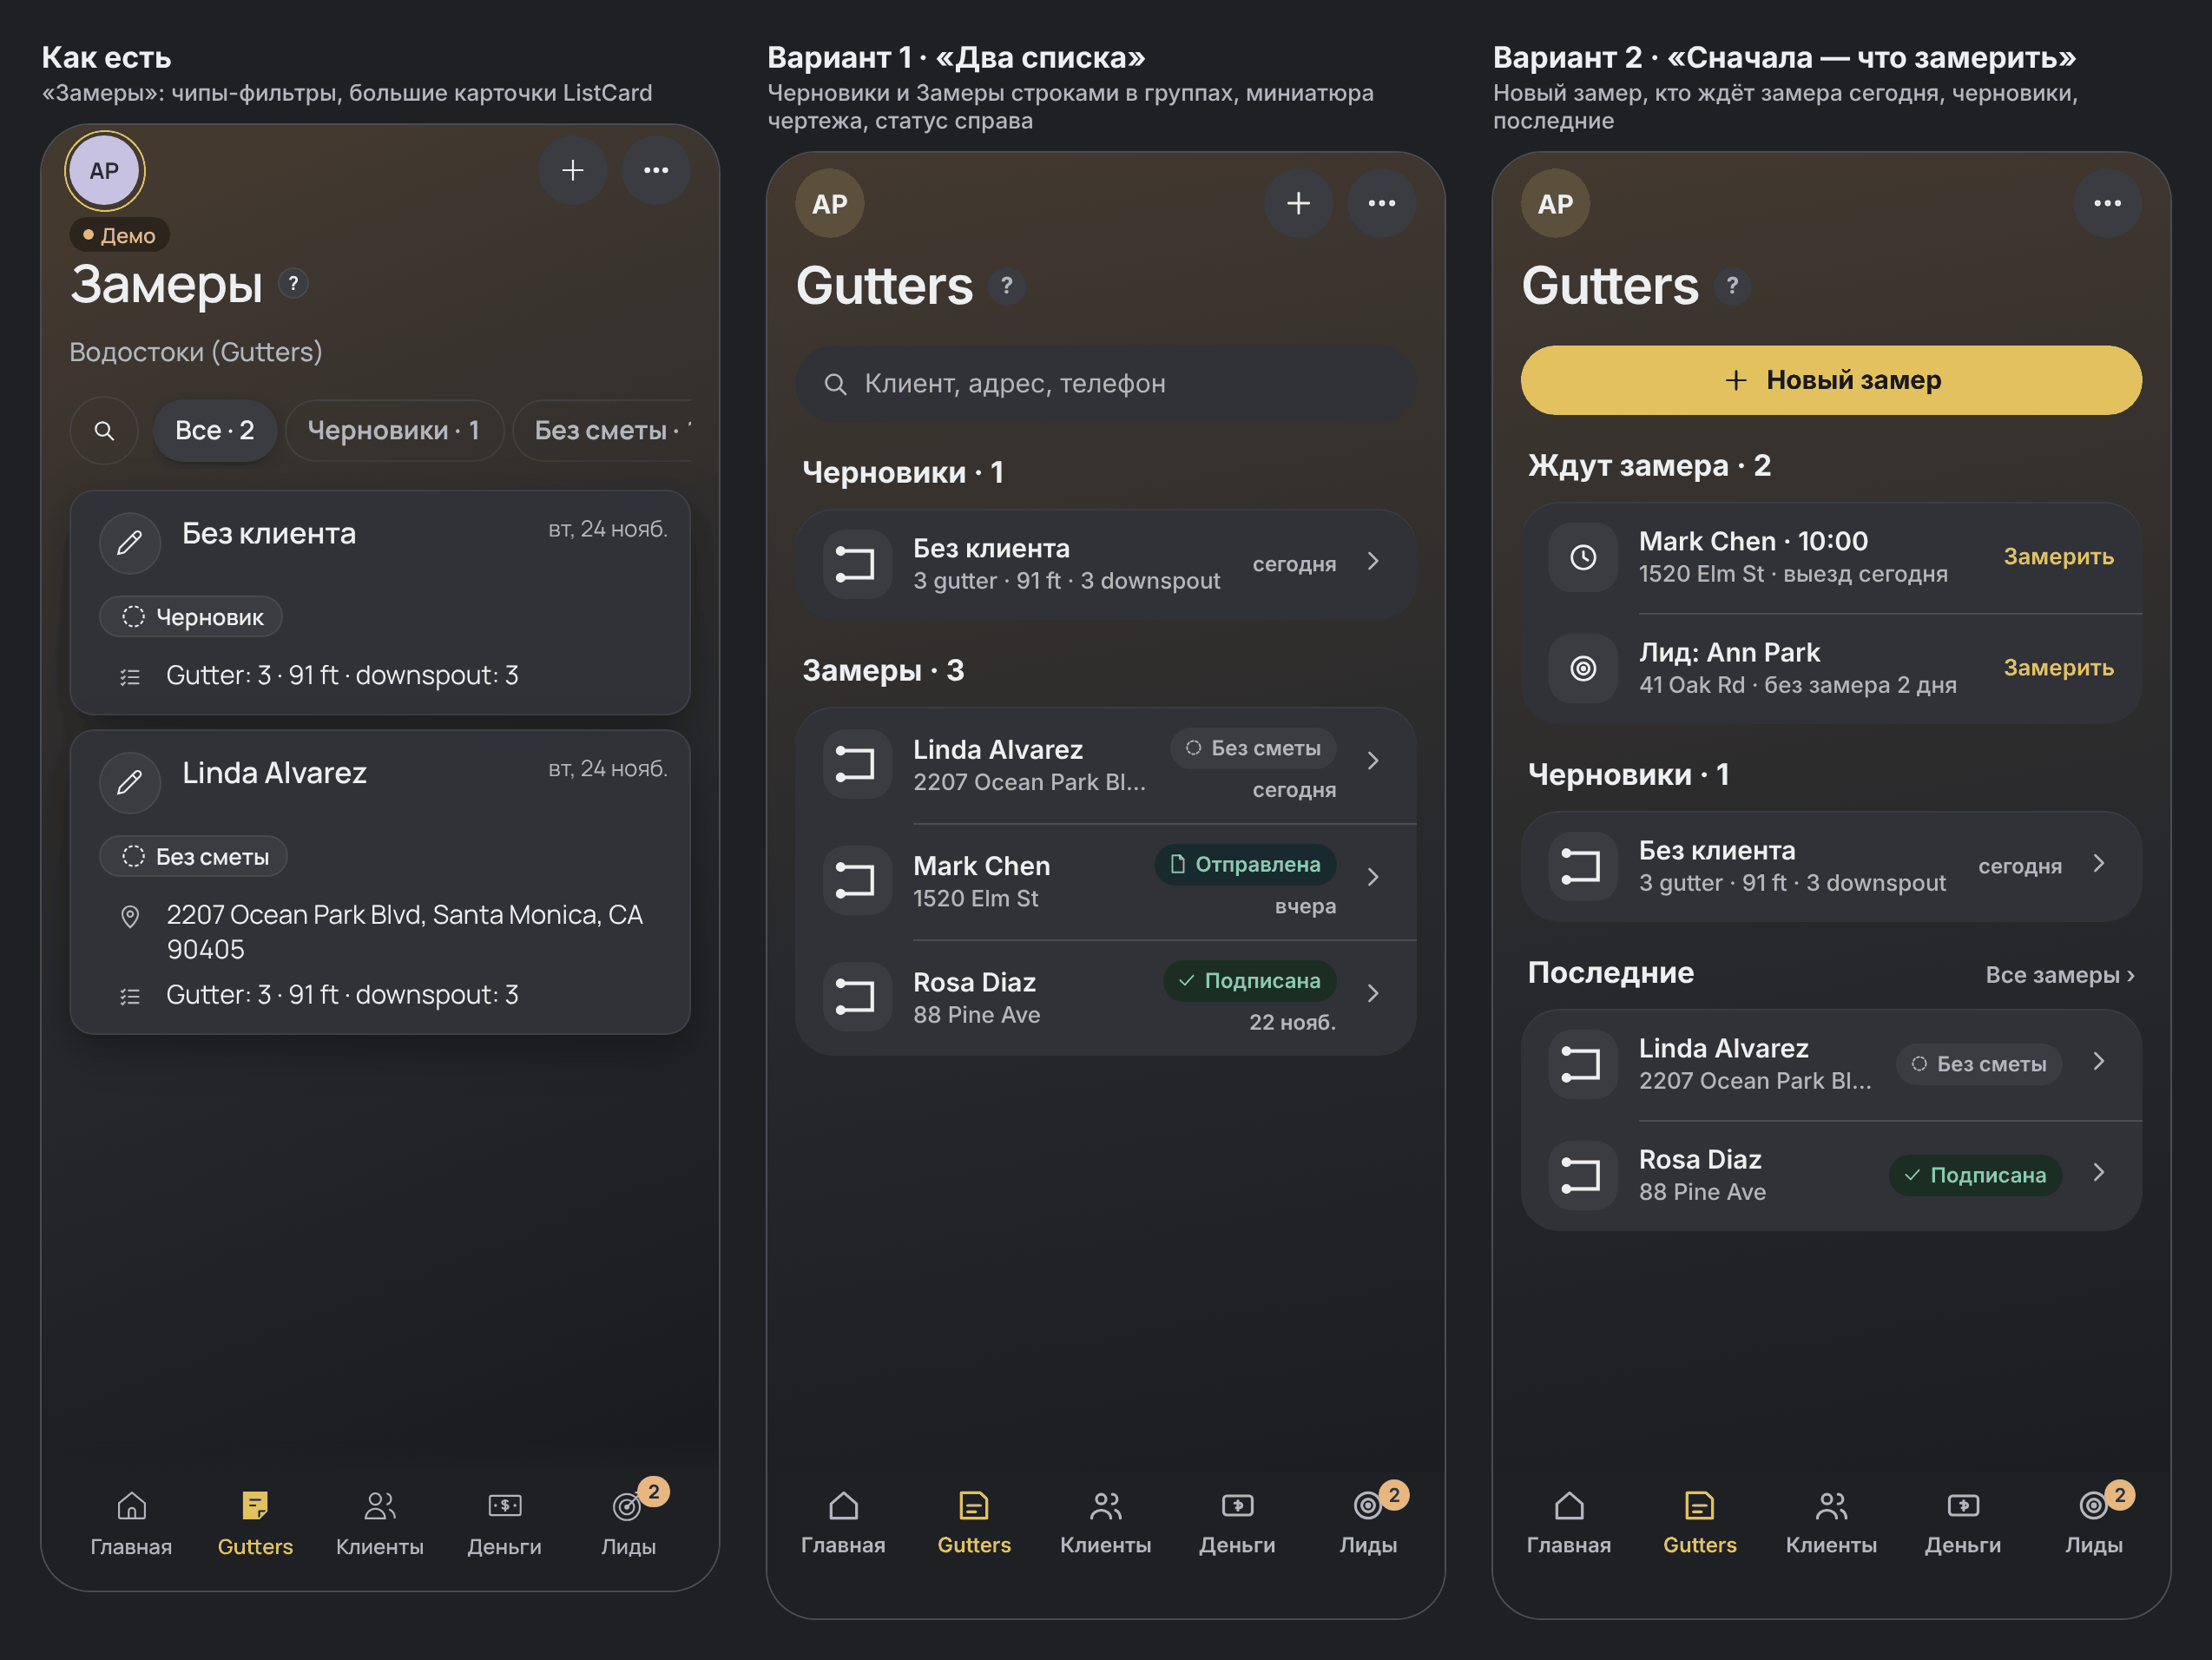 Как есть
«Замеры»: чипы-фильтры, большие карточки ListCard
AP
Демо
Замеры ?
Водостоки (Gutters)
Все · 2
Черновики · 1
Без сметы ·
Без клиента
вт, 24 нояб.
Черновик
Gutter: 3 · 91 ft · downspout: 3
Linda Alvarez
вт, 24 нояб.
Без сметы
2207 Ocean Park Blvd, Santa Monica, CA
90405
Gutter: 3 · 91 ft · downspout: 3
Главная
Gutters
Клиенты
Деньги
2
Лиды
Вариант 1 · «Два списка»
Черновики и Замеры строками в группах, миниатюра
чертежа, статус справа
AP
Gutters ?
Клиент, адрес, телефон
Черновики · 1
Без клиента
3 gutter · 91 ft · 3 downspout
сегодня
Замеры · 3
Linda Alvarez
2207 Ocean Park Bl...
Без сметы
сегодня
Mark Chen
1520 Elm St
Отправлена
вчера
Rosa Diaz
88 Pine Ave
Подписана
22 нояб.
Главная
Gutters
Клиенты
Деньги
2
Лиды
Вариант 2 · «Сначала — что замерить»
Новый замер, кто ждёт замера сегодня, черновики,
последние
AP
Gutters ?
+ Новый замер
Ждут замера · 2
Mark Chen · 10:00
1520 Elm St · выезд сегодня
Замерить
Лид: Ann Park
41 Oak Rd · без замера 2 дня
Замерить
Черновики · 1
Без клиента
3 gutter · 91 ft · 3 downspout
сегодня
Последние
Все замеры ›
Linda Alvarez
2207 Ocean Park Bl...
Без сметы
Rosa Diaz
88 Pine Ave
Подписана
Главная
Gutters
Клиенты
Деньги
2
Лиды